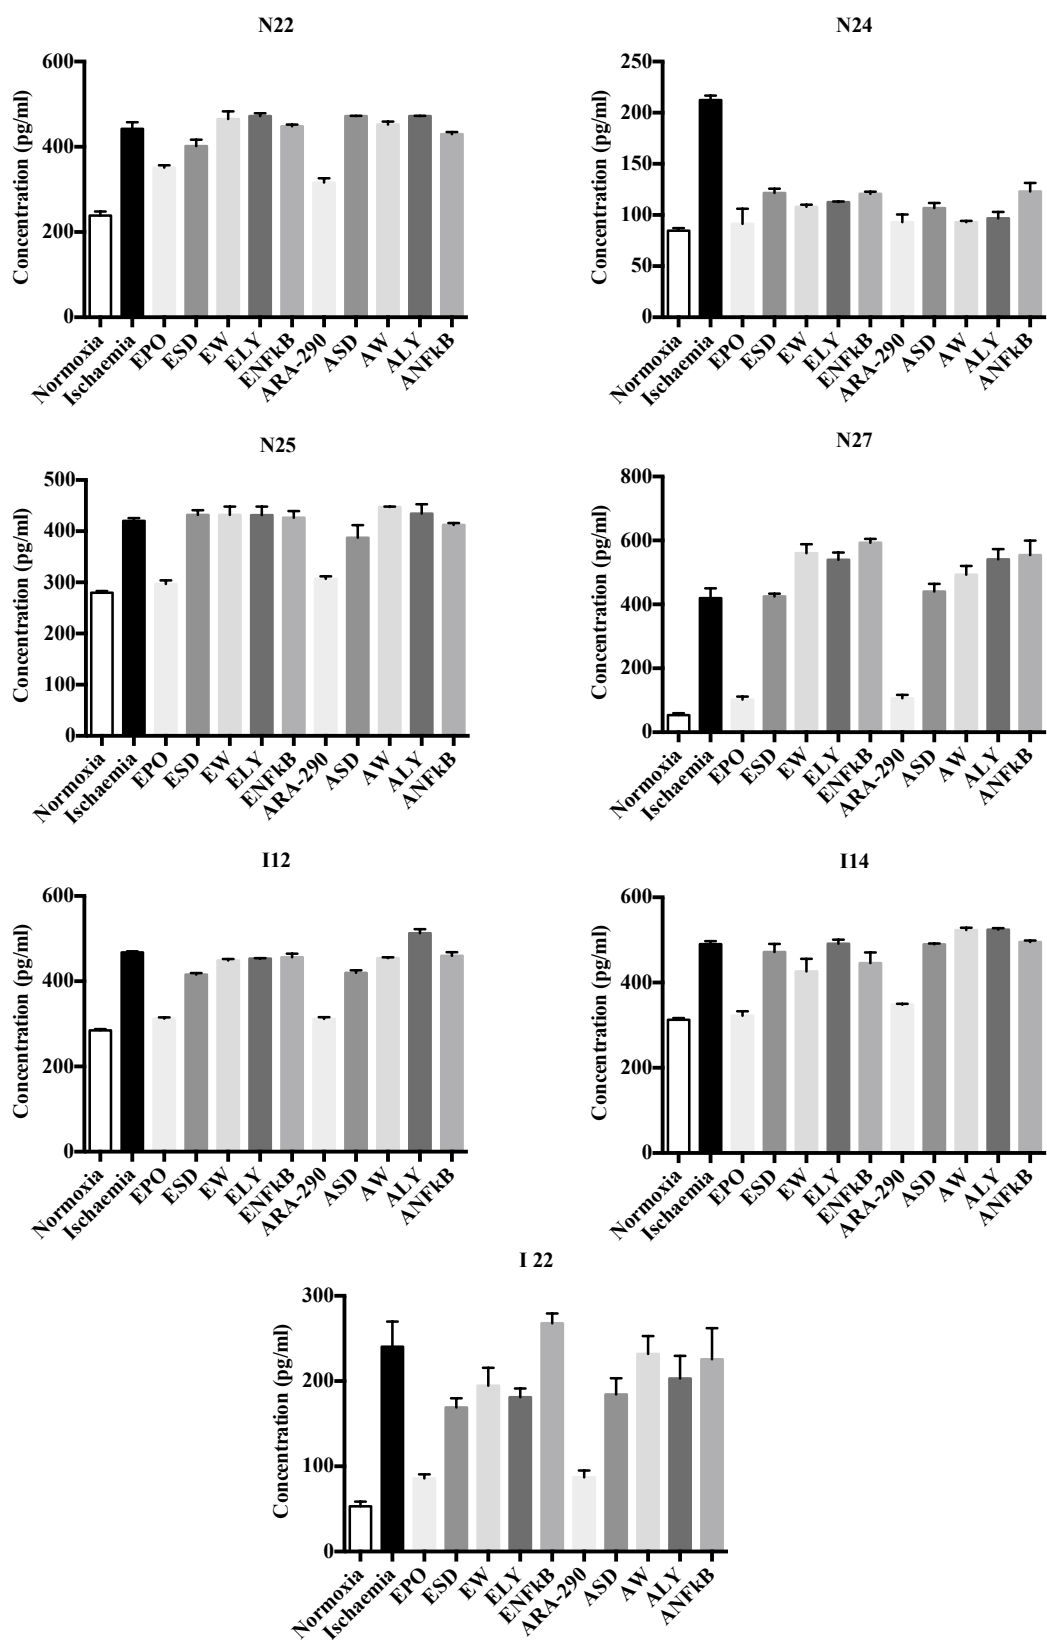 N22
Concentration (pg/ml)
600
400
200
0
Normoxia
Ischaemia
EPO
ESD
EW
ELY
ENFkB
ARA-290
ASD
AW
ALY
ANFkB
N24
Concentration (pg/ml)
250
200
150
100
50
0
Normoxia
Ischaemia
EPO
ESD
EW
ELY
ENFkB
ARA-290
ASD
AW
ALY
ANFkB
N25
Concentration (pg/ml)
500
400
300
200
100
0
Normoxia
Ischaemia
EPO
ESD
EW
ELY
ENFkB
ARA-290
ASD
AW
ALY
ANFkB
N27
Concentration (pg/ml)
800
600
400
200
0
Normoxia
Ischaemia
EPO
ESD
EW
ELY
ENFkB
ARA-290
ASD
AW
ALY
ANFkB
I12
Concentration (pg/ml)
600
400
200
0
Normoxia
Ischaemia
EPO
ESD
EW
ELY
ENFkB
ARA-290
ASD
AW
ALY
ANFkB
I14
Concentration (pg/ml)
600
400
200
0
Normoxia
Ischaemia
EPO
ESD
EW
ELY
ENFkB
ARA-290
ASD
AW
ALY
ANFkB
I 22
Concentration (pg/ml)
300
200
100
0
Normoxia
Ischaemia
EPO
ESD
EW
ELY
ENFkB
ARA-290
ASD
AW
ALY
ANFkB